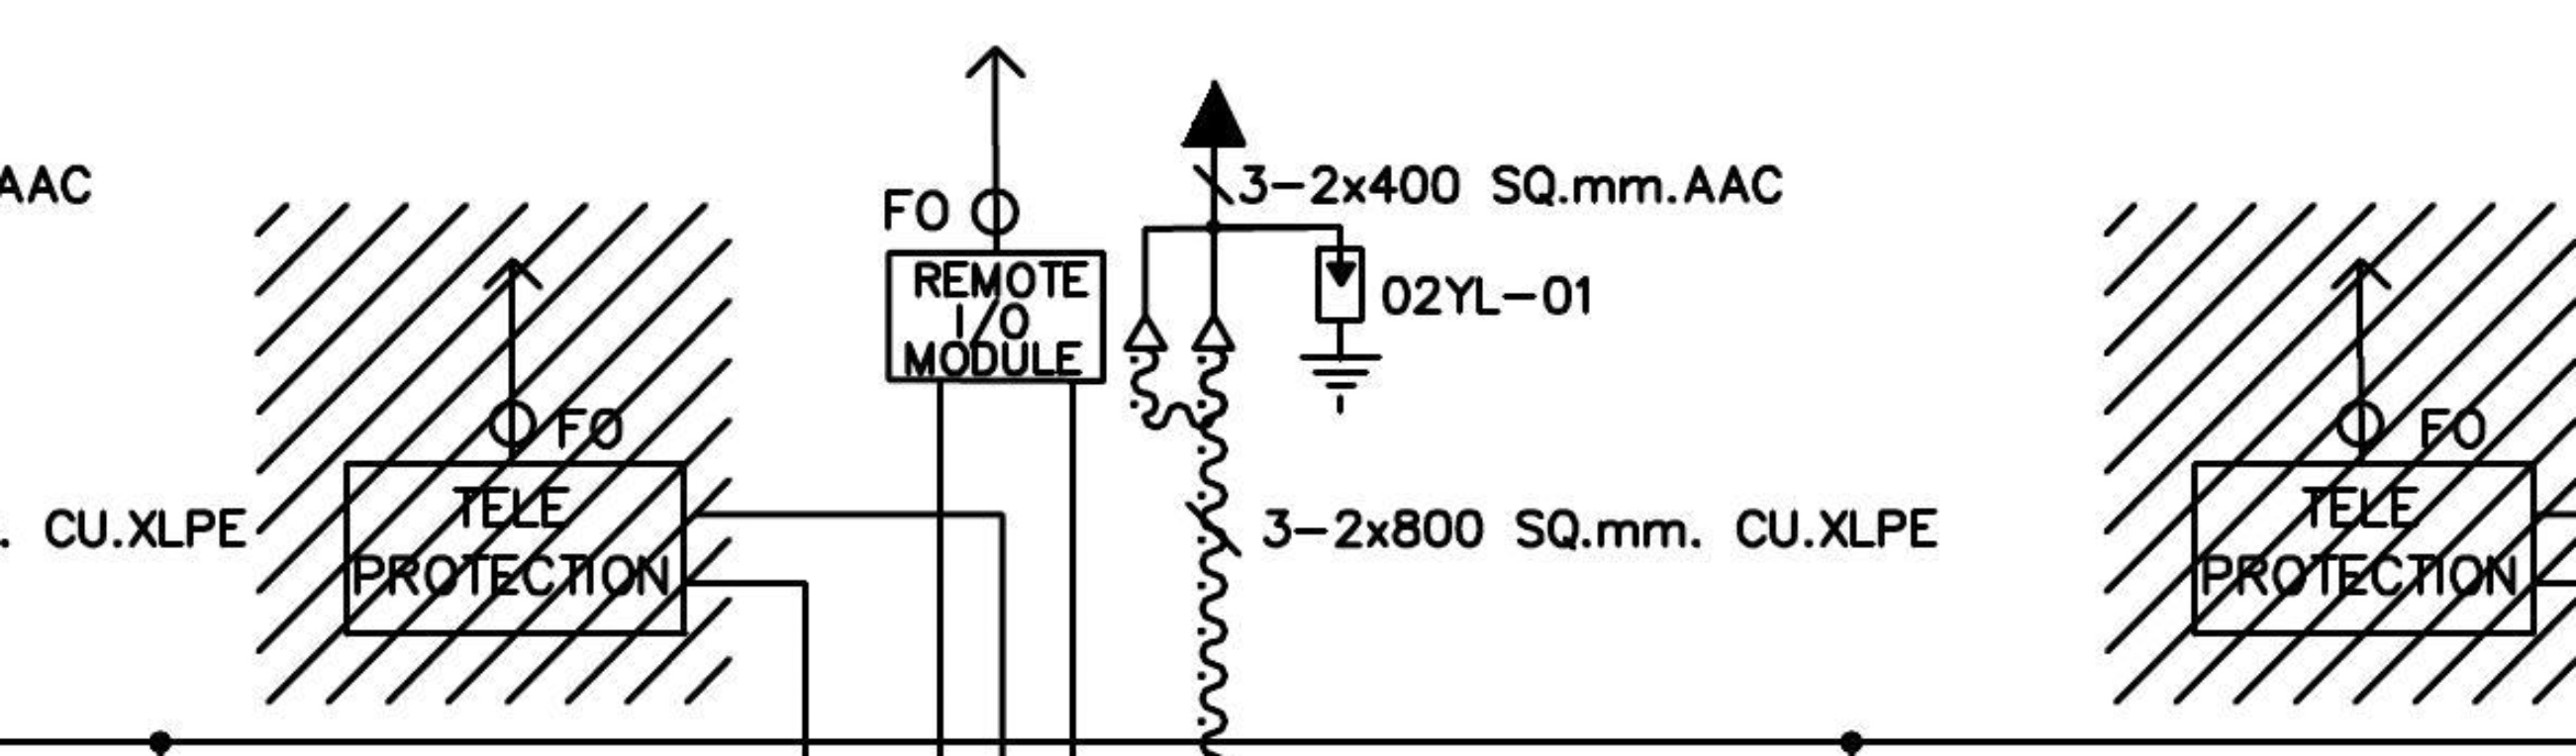 AAC
3-2x400 SQ.mm.AAC
FO
REMOTE
I/O
MODULE
02YL-01
FO
FO
. CU.XLPE
TELE
PROTECTION
3-2x800 SQ.mm. CU.XLPE
TELE
PROTECTION